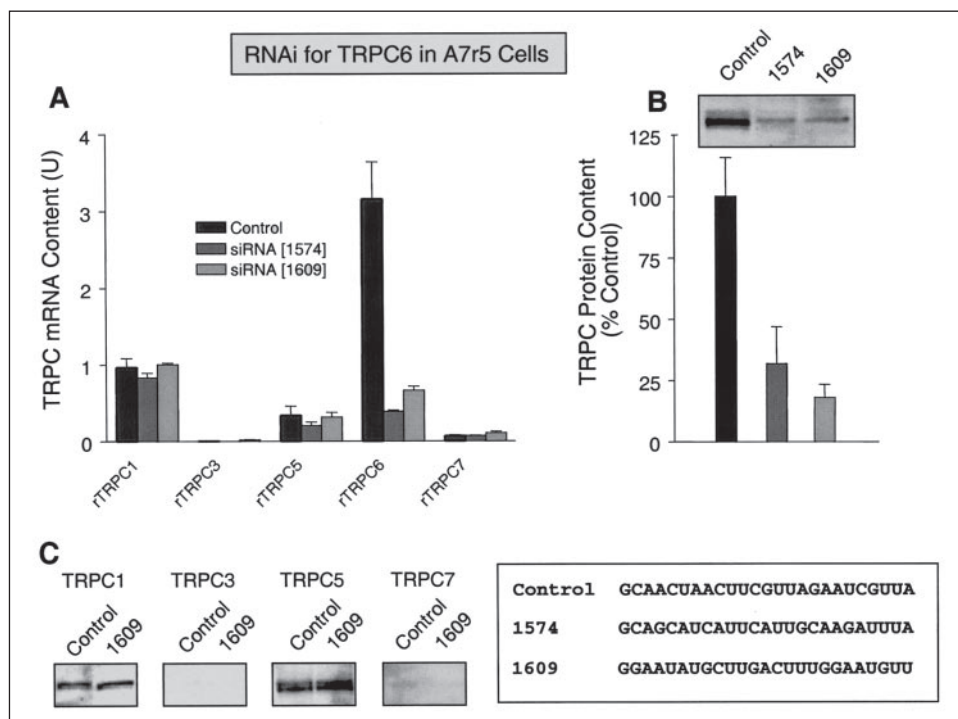 RNAi for TRPC6 in A7r5 Cells
A
TRPC mRNA Content (U)
4
3
2
1
0
Control
siRNA [1574]
siRNA [1609]
rTRPC1
rTRPC3
rTRPC5
rTRPC6
rTRPC7
B
Control
1574
1609
TRPC Protein Content
(% Control)
125
100
75
50
25
0
C
TRPC1
TRPC3
TRPC5
TRPC7
Control
1609
Control
1609
Control
1609
Control
1609
Control GCAACUAACUUCGUUAGAAUCGUUA
1574 GCAGCAUCAUUCAUUGCAAGAUUUA
1609 GGAAUAUGCUUGACUUUGGAAUGUU